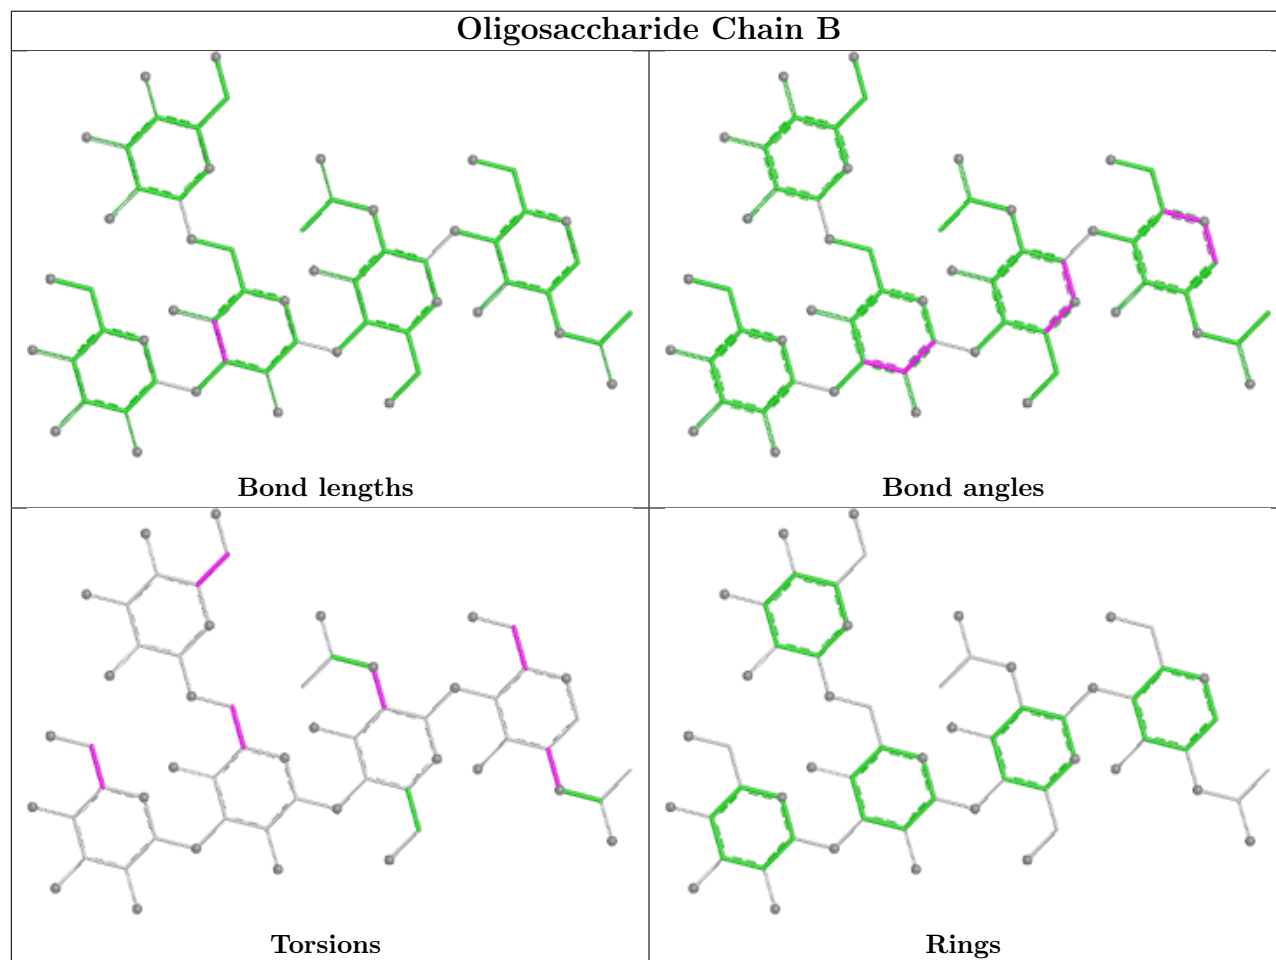 Oligosaccharide Chain B
Bond lengths
Bond angles
Torsions
Rings